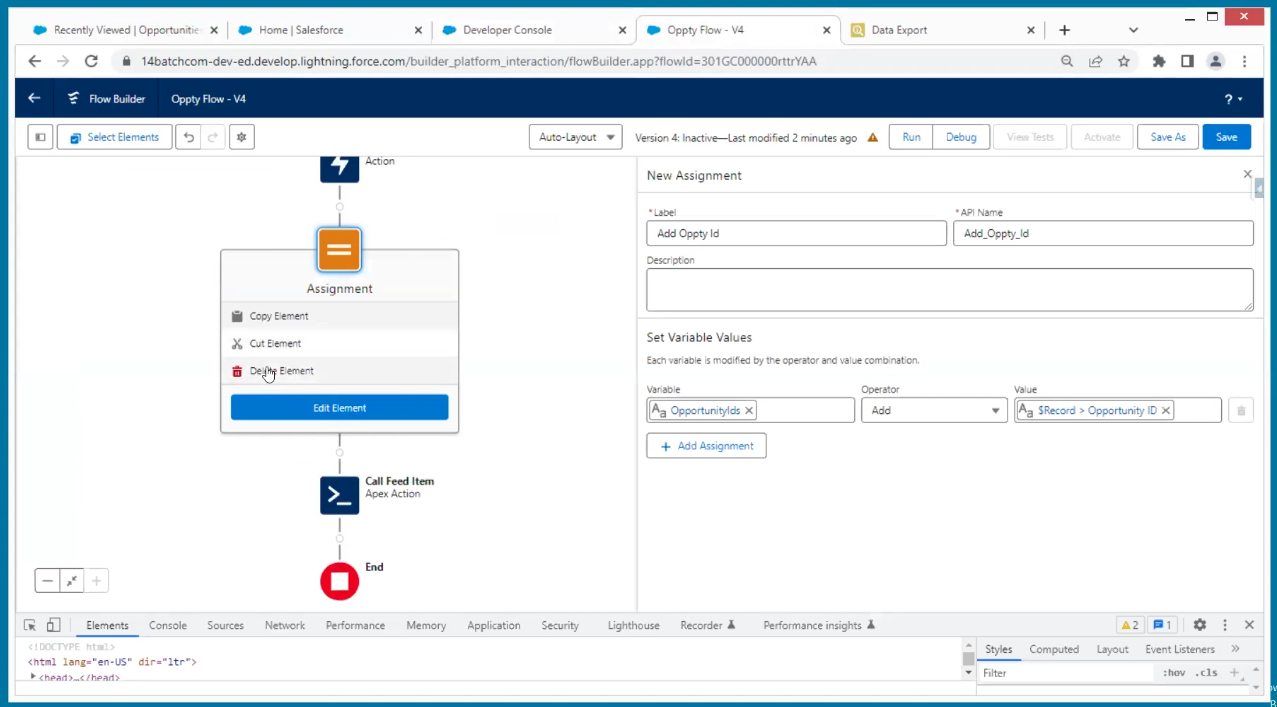 Recently Viewed | Opportunities
Home | Salesforce
Developer Console
Oppty Flow - V4
Data Export
14batchcom-dev-ed.develop.lightning.force.com/builder_platform_interaction/flowBuilder.app?flowId=301GC000000rttrYAA
Flow Builder
Oppty Flow - V4
?
Select Elements
Auto-Layout
Version 4: Inactive—Last modified 2 minutes ago
Run
Debug
View Tests
Activate
Save As
Save
Action
Assignment
Copy Element
Cut Element
Delete Element
Edit Element
Call Feed Item
Apex Action
End
New Assignment
*Label
*API Name
Add Oppty Id
Add_Oppty_Id
Description
Set Variable Values
Each variable is modified by the operator and value combination.
Variable
Operator
Value
Aa OpportunityIds
Add
Aa $Record > Opportunity ID
+ Add Assignment
Elements
Console
Sources
Network
Performance
Memory
Application
Security
Lighthouse
Recorder
Performance insights
2
1
<!DOCTYPE html>
<html lang="en-US" dir="ltr">
<head>…</head>
Styles
Computed
Layout
Event Listeners
Filter
:hov
.cls